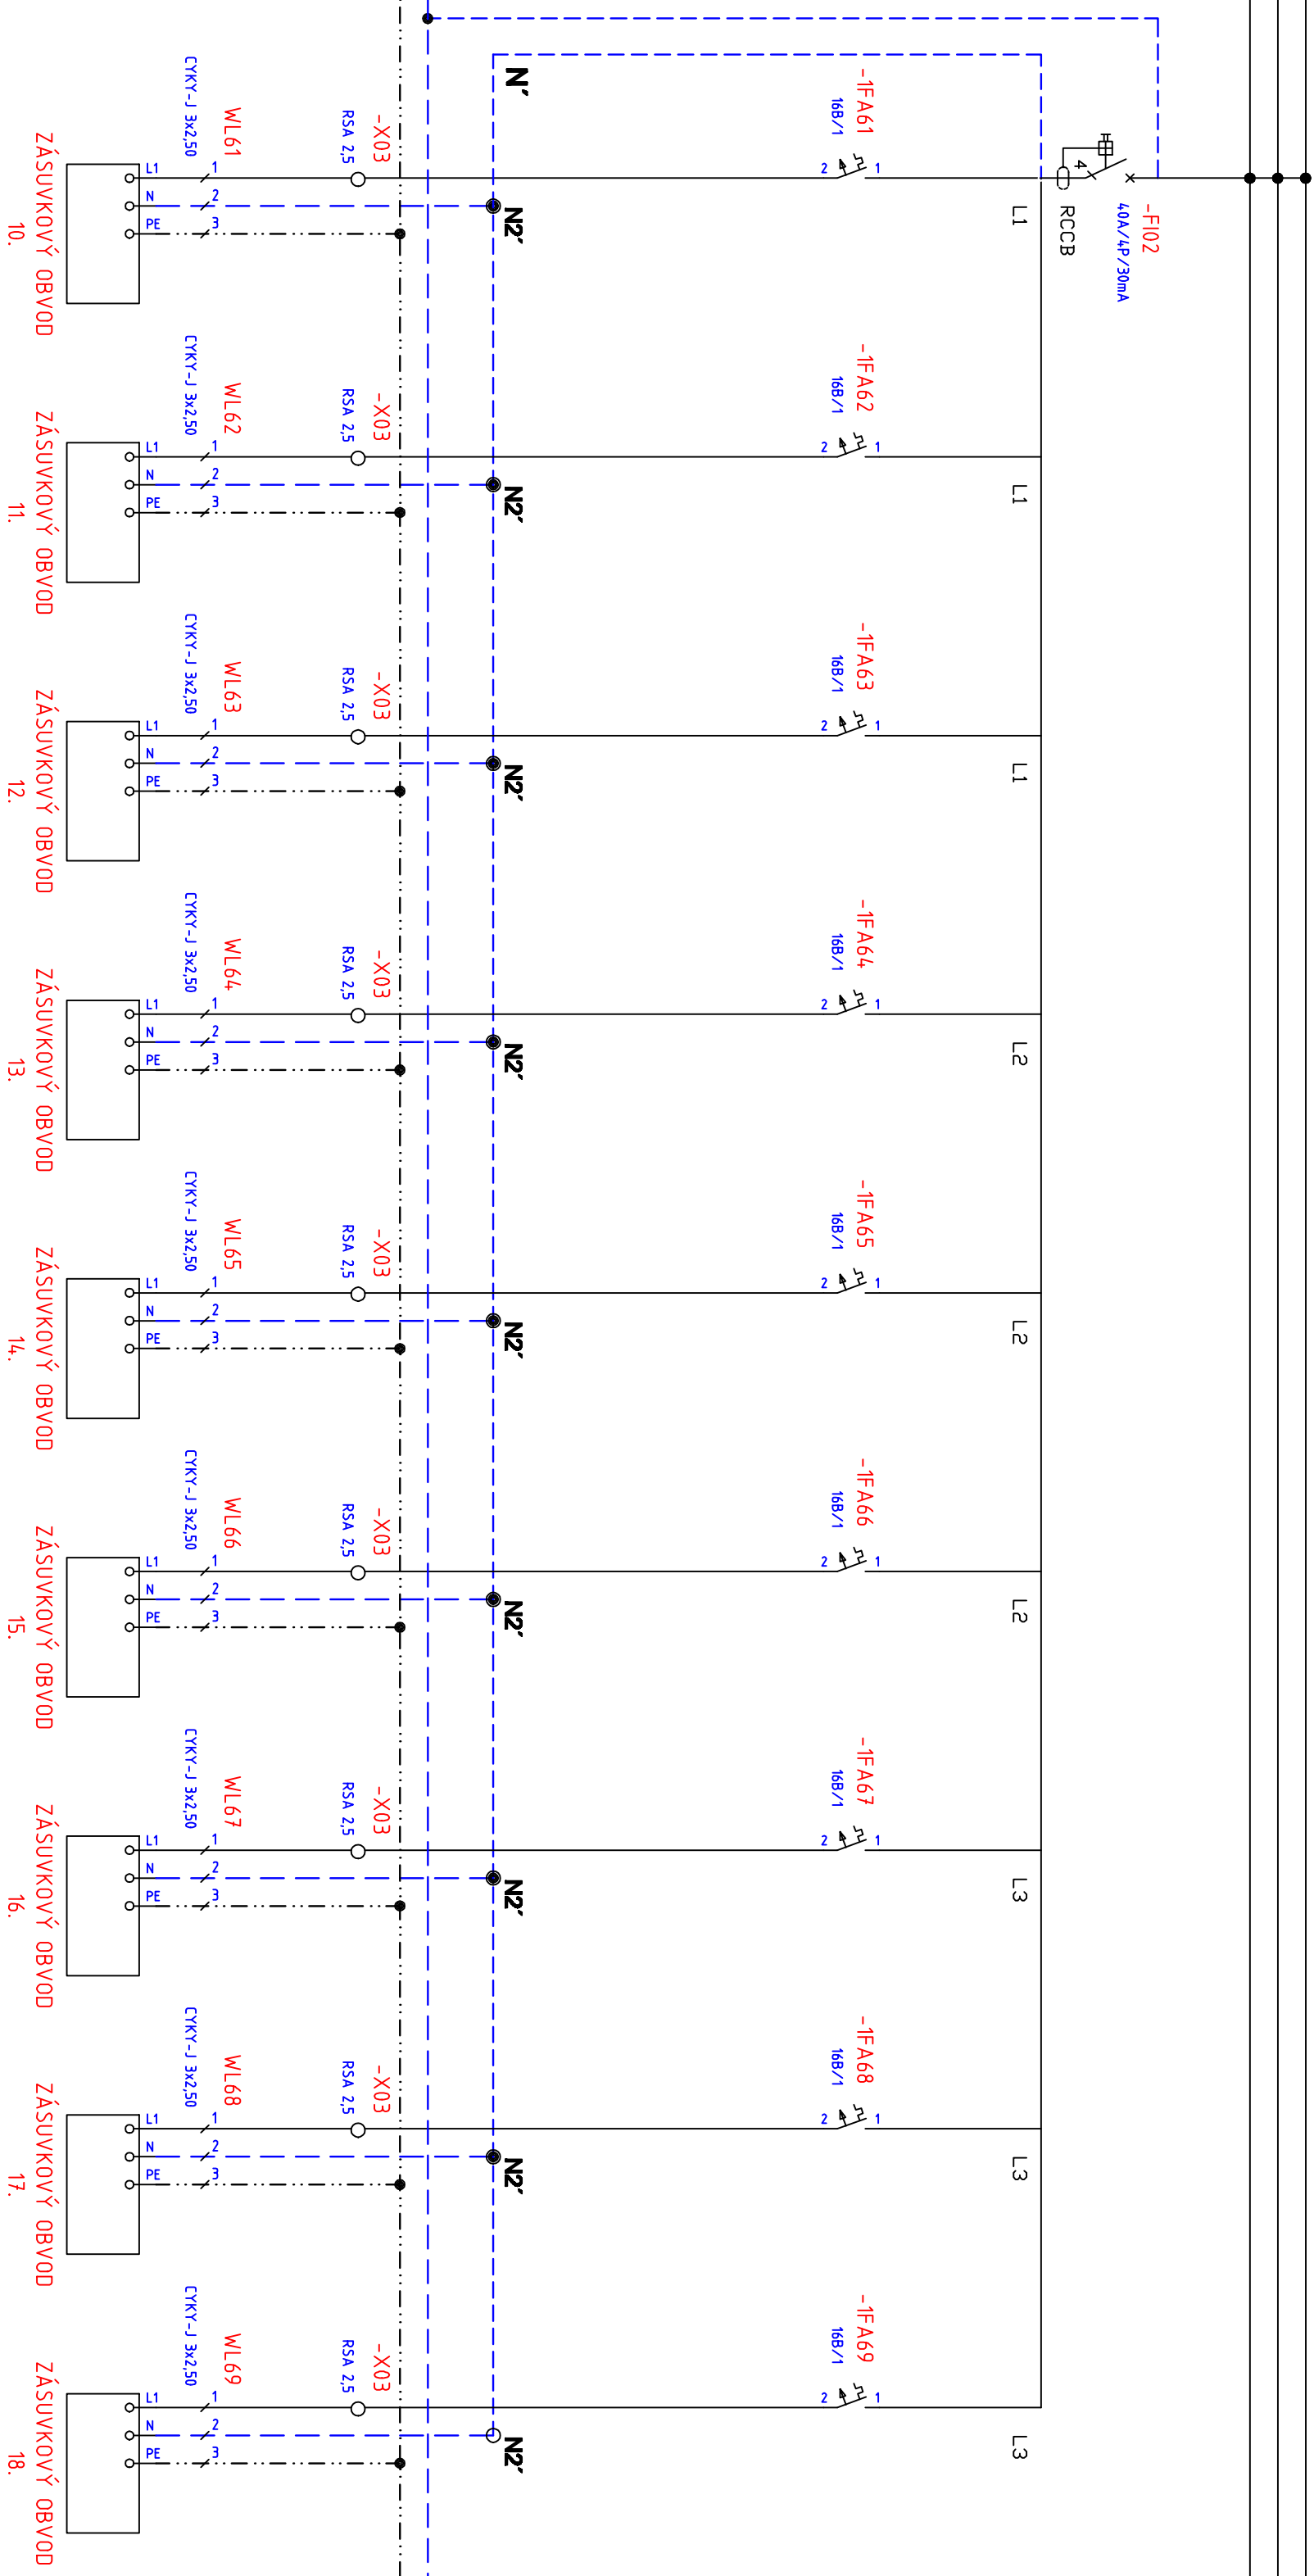 -FI02
40A/4P/30mA
4
RCCB
N'
L1
-1FA61
16B/1
1
2
N2'
-X03
RSA 2,5
WL61
CYKY-J 3x2,50
1
2
3
L1
N
PE
ZÁSUVKOVÝ OBVOD
10.
L1
-1FA62
16B/1
1
2
N2'
-X03
RSA 2,5
WL62
CYKY-J 3x2,50
1
2
3
L1
N
PE
ZÁSUVKOVÝ OBVOD
11.
L1
-1FA63
16B/1
1
2
N2'
-X03
RSA 2,5
WL63
CYKY-J 3x2,50
1
2
3
L1
N
PE
ZÁSUVKOVÝ OBVOD
12.
L2
-1FA64
16B/1
1
2
N2'
-X03
RSA 2,5
WL64
CYKY-J 3x2,50
1
2
3
L1
N
PE
ZÁSUVKOVÝ OBVOD
13.
L2
-1FA65
16B/1
1
2
N2'
-X03
RSA 2,5
WL65
CYKY-J 3x2,50
1
2
3
L1
N
PE
ZÁSUVKOVÝ OBVOD
14.
L2
-1FA66
16B/1
1
2
N2'
-X03
RSA 2,5
WL66
CYKY-J 3x2,50
1
2
3
L1
N
PE
ZÁSUVKOVÝ OBVOD
15.
L3
-1FA67
16B/1
1
2
N2'
-X03
RSA 2,5
WL67
CYKY-J 3x2,50
1
2
3
L1
N
PE
ZÁSUVKOVÝ OBVOD
16.
L3
-1FA68
16B/1
1
2
N2'
-X03
RSA 2,5
WL68
CYKY-J 3x2,50
1
2
3
L1
N
PE
ZÁSUVKOVÝ OBVOD
17.
L3
-1FA69
16B/1
1
2
N2'
-X03
RSA 2,5
WL69
CYKY-J 3x2,50
1
2
3
L1
N
PE
ZÁSUVKOVÝ OBVOD
18.